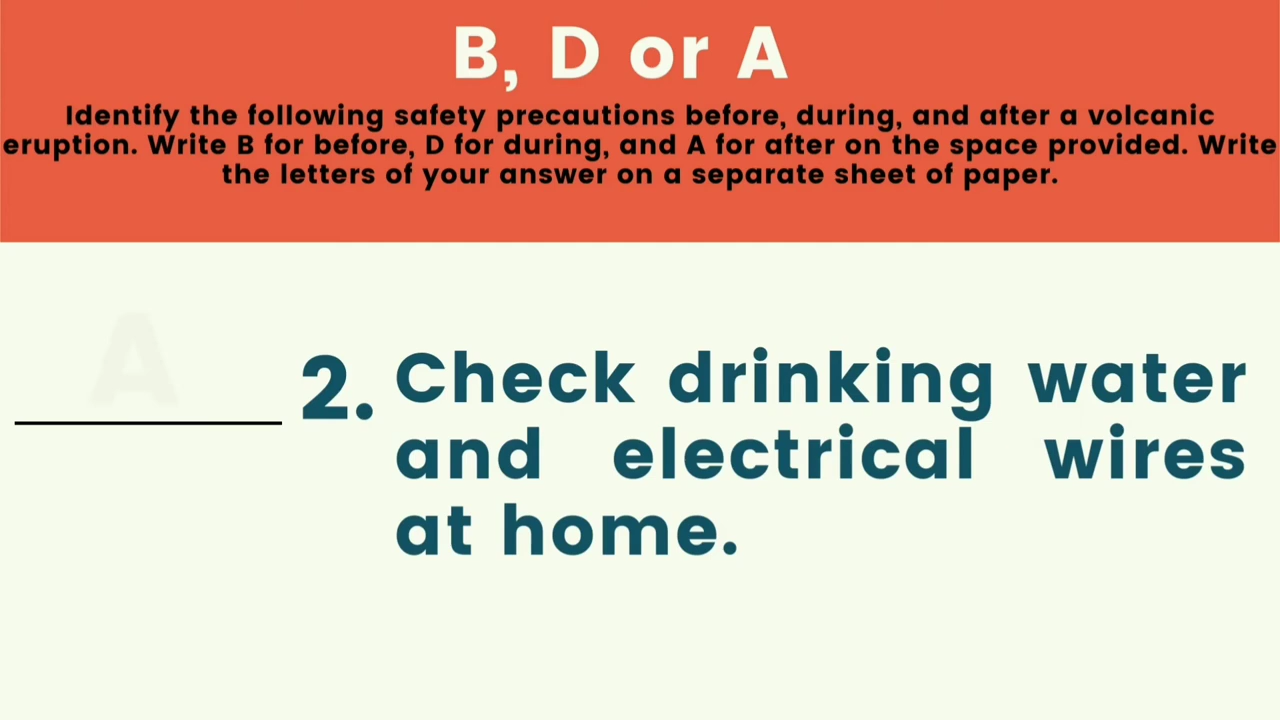 B, D or A
Identify the following safety precautions before, during, and after a volcanic
eruption. Write B for before, D for during, and A for after on the space provided. Write
the letters of your answer on a separate sheet of paper.
A
2. Check drinking water
and electrical wires
at home.